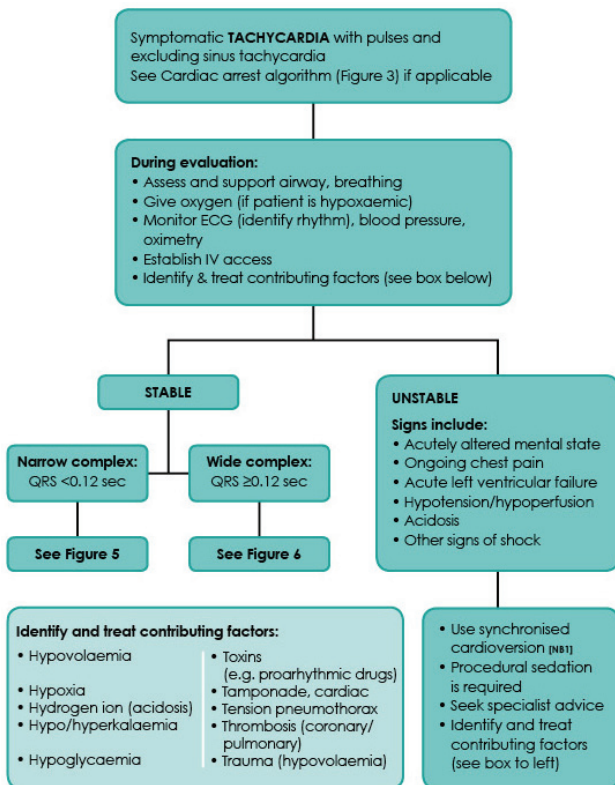 Symptomatic TACHYCARDIA with pulses and
excluding sinus tachycardia
See Cardiac arrest algorithm (Figure 3) if applicable
During evaluation:
• Assess and support airway, breathing
• Give oxygen (if patient is hypoxaemic)
• Monitor ECG (identify rhythm), blood pressure,
oximetry
• Establish IV access
• Identify & treat contributing factors (see box below)
STABLE
Narrow complex:
QRS <0.12 sec
Wide complex:
QRS ≥0.12 sec
See Figure 5
See Figure 6
UNSTABLE
Signs include:
• Acutely altered mental state
• Ongoing chest pain
• Acute left ventricular failure
• Hypotension/hypoperfusion
• Acidosis
• Other signs of shock
Identify and treat contributing factors:
• Hypovolaemia
• Hypoxia
• Hydrogen ion (acidosis)
• Hypo/hyperkalaemia
• Hypoglycaemia
• Toxins
(e.g. proarhythmic drugs)
• Tamponade, cardiac
• Tension pneumothorax
• Thrombosis (coronary/
pulmonary)
• Trauma (hypovolaemia)
• Use synchronised
cardioversion [NB1]
• Procedural sedation
is required
• Seek specialist advice
• Identify and treat
contributing factors
(see box to left)